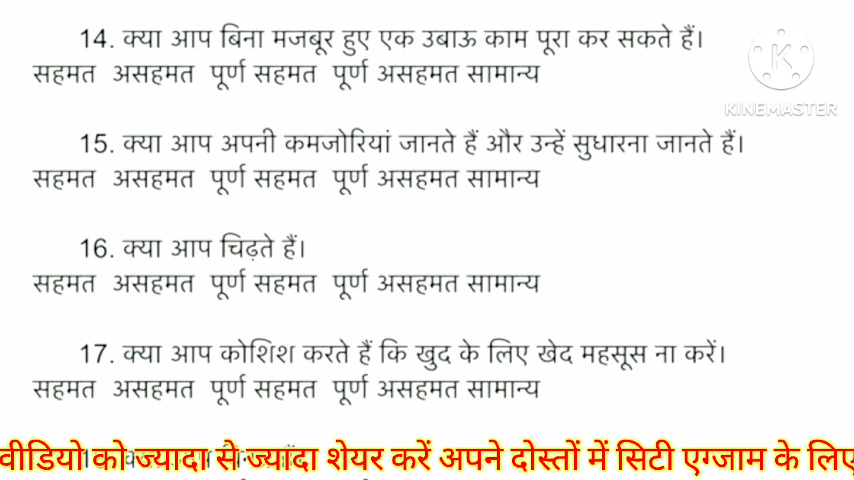 14. क्या आप बिना मजबूर हुए एक उबाऊ काम पूरा कर सकते हैं।
सहमत असहमत पूर्ण सहमत पूर्ण असहमत सामान्य
KINEMASTER
15. क्या आप अपनी कमजोरियां जानते हैं और उन्हें सुधारना जानते हैं।
सहमत असहमत पूर्ण सहमत पूर्ण असहमत सामान्य
16. क्या आप चिढ़ते हैं।
सहमत असहमत पूर्ण सहमत पूर्ण असहमत सामान्य
17. क्या आप कोशिश करते हैं कि खुद के लिए खेद महसूस ना करें।
सहमत असहमत पूर्ण सहमत पूर्ण असहमत सामान्य
वीडियो को ज्यादा से ज्यादा शेयर करें अपने दोस्तों में सिटी एग्जाम के लिए